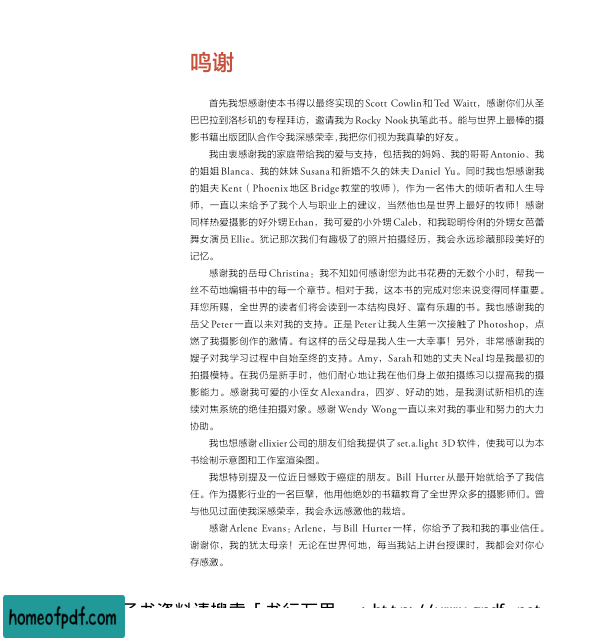 鸣谢
首先我想感谢使本书得以最终实现的Scott Cowlin和Ted Waitt，感谢你们从圣
巴巴拉到洛杉矶的专程拜访，邀请我为Rocky Nook执笔此书。能与世界上最棒的摄
影书籍出版团队合作令我深感荣幸，我把你们视为我真挚的好友。
我由衷感谢我的家庭带给我的爱与支持，包括我的妈妈、我的哥哥Antonio、我
的姐姐Blanca、我的妹妹Susana和新婚不久的妹夫Daniel Yu。同时我也想感谢我
的姐夫Kent（Phoenix地区Bridge教堂的牧师），作为一名伟大的倾听者和人生导
师，一直以来给予了我个人与职业上的建议，当然他也是世界上最好的牧师！感谢
同样热爱摄影的好外甥Ethan，我可爱的小外甥Caleb，和我聪明伶俐的外甥女芭蕾
舞女演员Ellie。犹记那次我们有趣极了的照片拍摄经历，我会永远珍藏那段美好的
记忆。
感谢我的岳母Christina；我不知如何感谢您为此书花费的无数个小时，帮我一
丝不苟地编辑书中的每一个章节。相对于我，这本书的完成对您来说变得同样重要。
拜您所赐，全世界的读者们将会读到一本结构良好、富有乐趣的书。我也感谢我的
岳父Peter一直以来对我的支持。正是Peter让我人生第一次接触了Photoshop，点
燃了我摄影创作的激情。有这样的岳父母是我人生一大幸事！另外，非常感谢我的
嫂子对我学习过程中自始至终的支持。Amy，Sarah和她的丈夫Neal均是我最初的
拍摄模特。在我仍是新手时，他们耐心地让我在他们身上做拍摄练习以提高我的摄
影能力。感谢我可爱的小侄女Alexandra，四岁、好动的她，是我测试新相机的连
续对焦系统的绝佳拍摄对象。感谢Wendy Wong一直以来对我的事业和努力的大力
协助。
我也想感谢ellixier公司的朋友们给我提供了set.a.light 3D软件，使我可以为本
书绘制示意图和工作室渲染图。
我想特别提及一位近日憾败于癌症的朋友。Bill Hurter从最开始就给予了我信
任。作为摄影行业的一名巨擘，他用他绝妙的书籍教育了全世界众多的摄影师们。曾
与他见过面使我深感荣幸，我会永远感激他的栽培。
感谢Arlene Evans；Arlene，与Bill Hurter一样，你给予了我和我的事业信任。
谢谢你，我的犹太母亲！无论在世界何地，每当我站上讲台授课时，我都会对你心
存感激。
homeofpdf.com